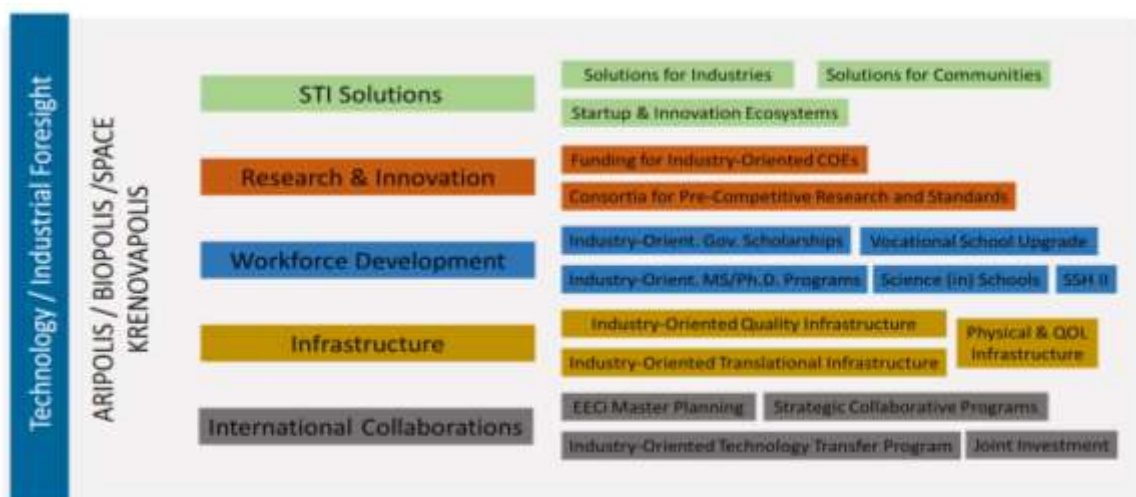 Technology / Industrial Foresight
ARIPOLIS / BIOPOLIS /SPACE
KRENOVAPOLIS
STI Solutions
Solutions for Industries
Solutions for Communities
Startup & Innovation Ecosystems
Research & Innovation
Funding for Industry-Oriented COEs
Consortia for Pre-Competitive Research and Standards
Workforce Development
Industry-Orient. Gov. Scholarships
Vocational School Upgrade
Industry-Orient. MS/Ph.D. Programs
Science (in) Schools
SSH II
Infrastructure
Industry-Oriented Quality Infrastructure
Physical & QOL
Infrastructure
Industry-Oriented Translational Infrastructure
International Collaborations
EECi Master Planning
Strategic Collaborative Programs
Industry-Oriented Technology Transfer Program
Joint Investment